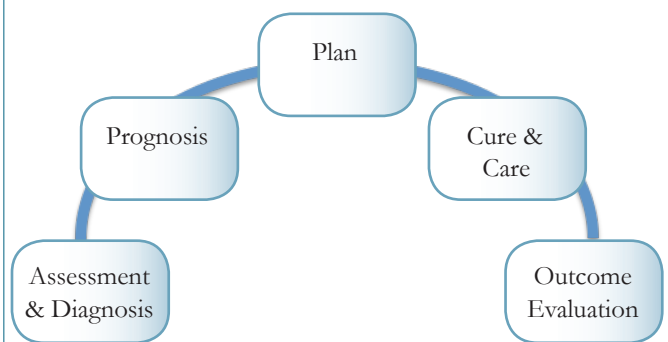 Assessment
& Diagnosis
Prognosis
Plan
Cure &
Care
Outcome
Evaluation